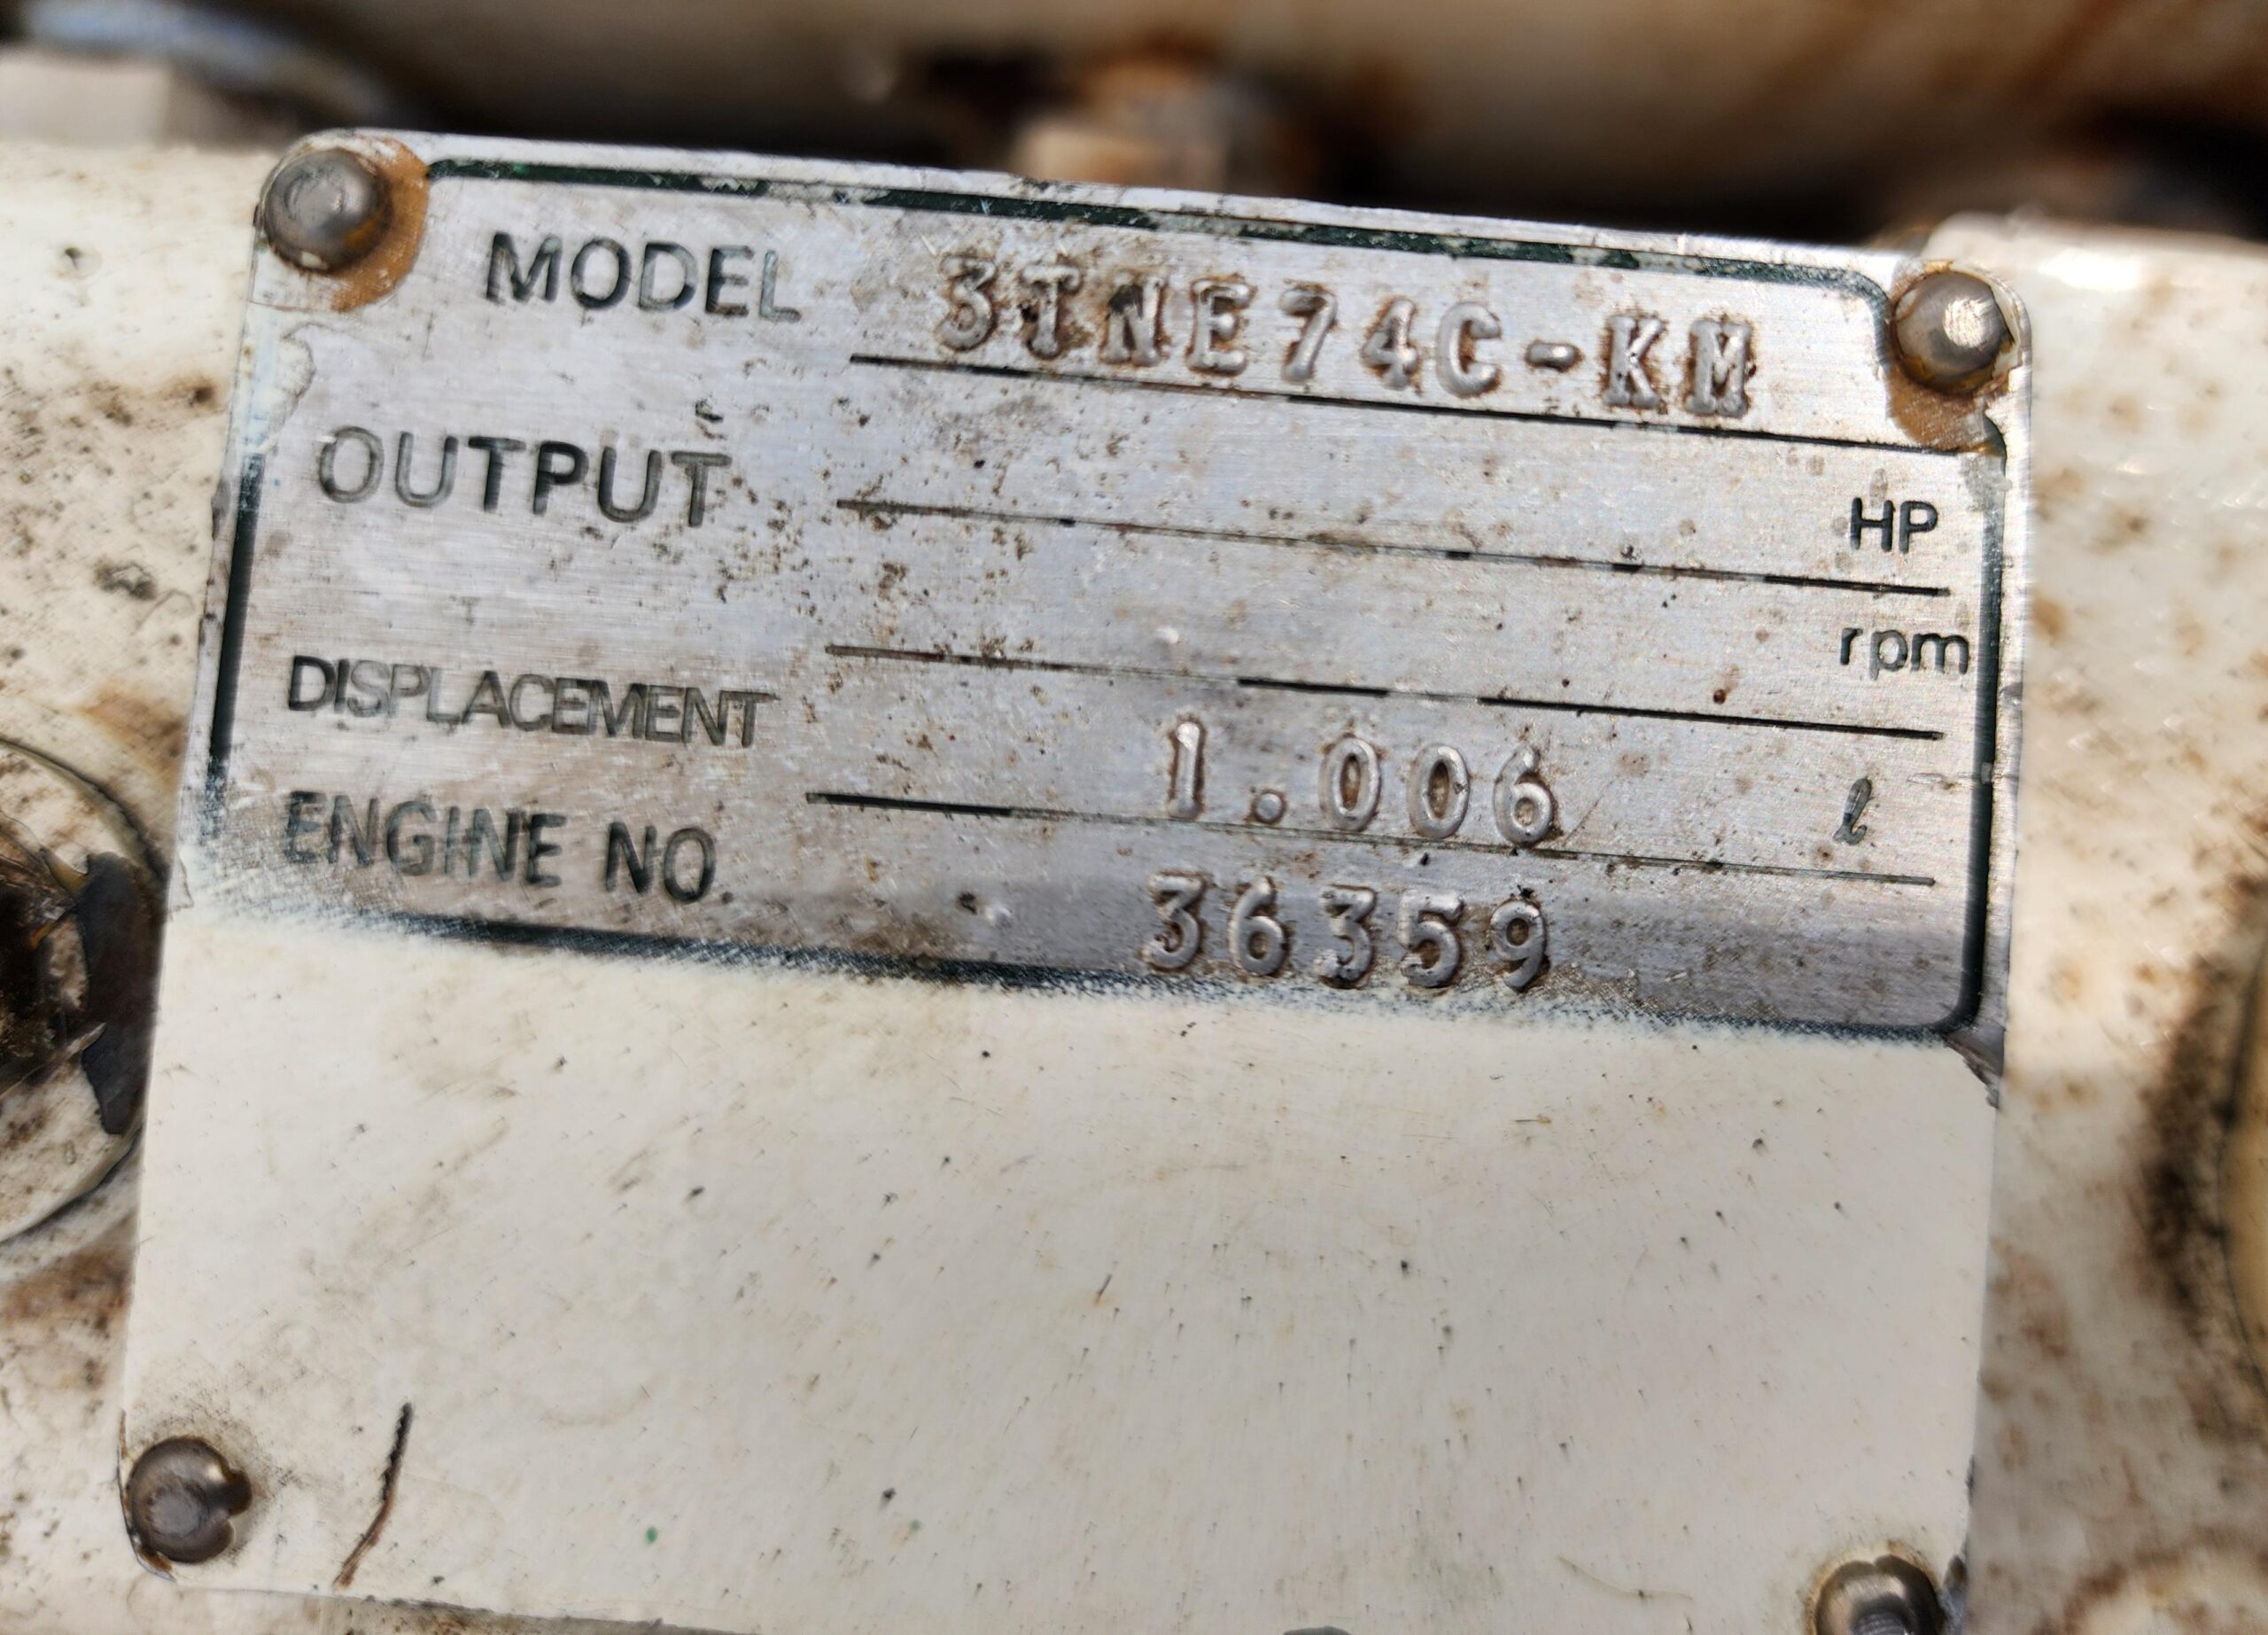 MODEL 3TNE74C-KM
OUTPUT HP
rpm
DISPLACEMENT 1.006 ℓ
ENGINE NO. 36359